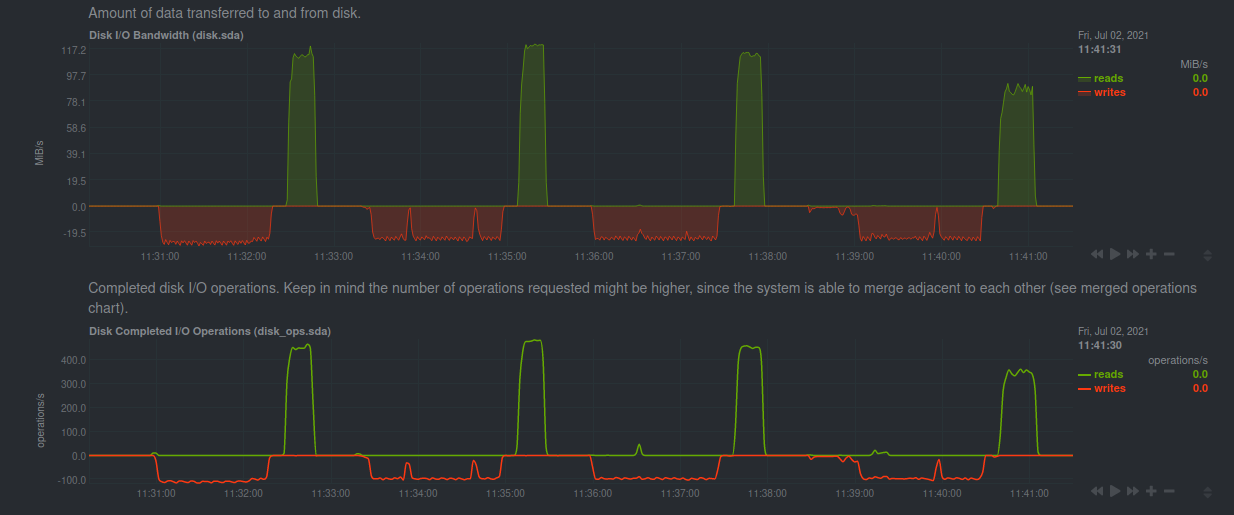 Amount of data transferred to and from disk.
Disk I/O Bandwidth (disk.sda)
Fri, Jul 02, 2021
11:41:31
MiB/s
reads 0.0
writes 0.0
MiB/s
117.2
97.7
78.1
58.6
39.1
19.5
0.0
-19.5
11:31:00 11:32:00 11:33:00 11:34:00 11:35:00 11:36:00 11:37:00 11:38:00 11:39:00 11:40:00 11:41:00
Completed disk I/O operations. Keep in mind the number of operations requested might be higher, since the system is able to merge adjacent to each other (see merged operations
chart).
Disk Completed I/O Operations (disk_ops.sda)
Fri, Jul 02, 2021
11:41:30
operations/s
reads 0.0
writes 0.0
operations/s
400.0
300.0
200.0
100.0
0.0
-100.0
11:31:00 11:32:00 11:33:00 11:34:00 11:35:00 11:36:00 11:37:00 11:38:00 11:39:00 11:40:00 11:41:00